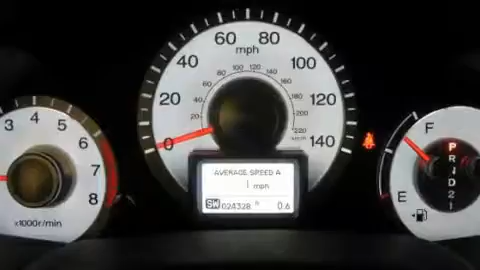 3 4 5 6 7 8
x1000r/min
0 20 40 60 80 100 120 140
mph
20 40 60 80 100 120 140 160 180 200 220
km/h
AVERAGE SPEED A
1 mph
SW 024328 A 0.6
F
E
P
R
N
D
2
1